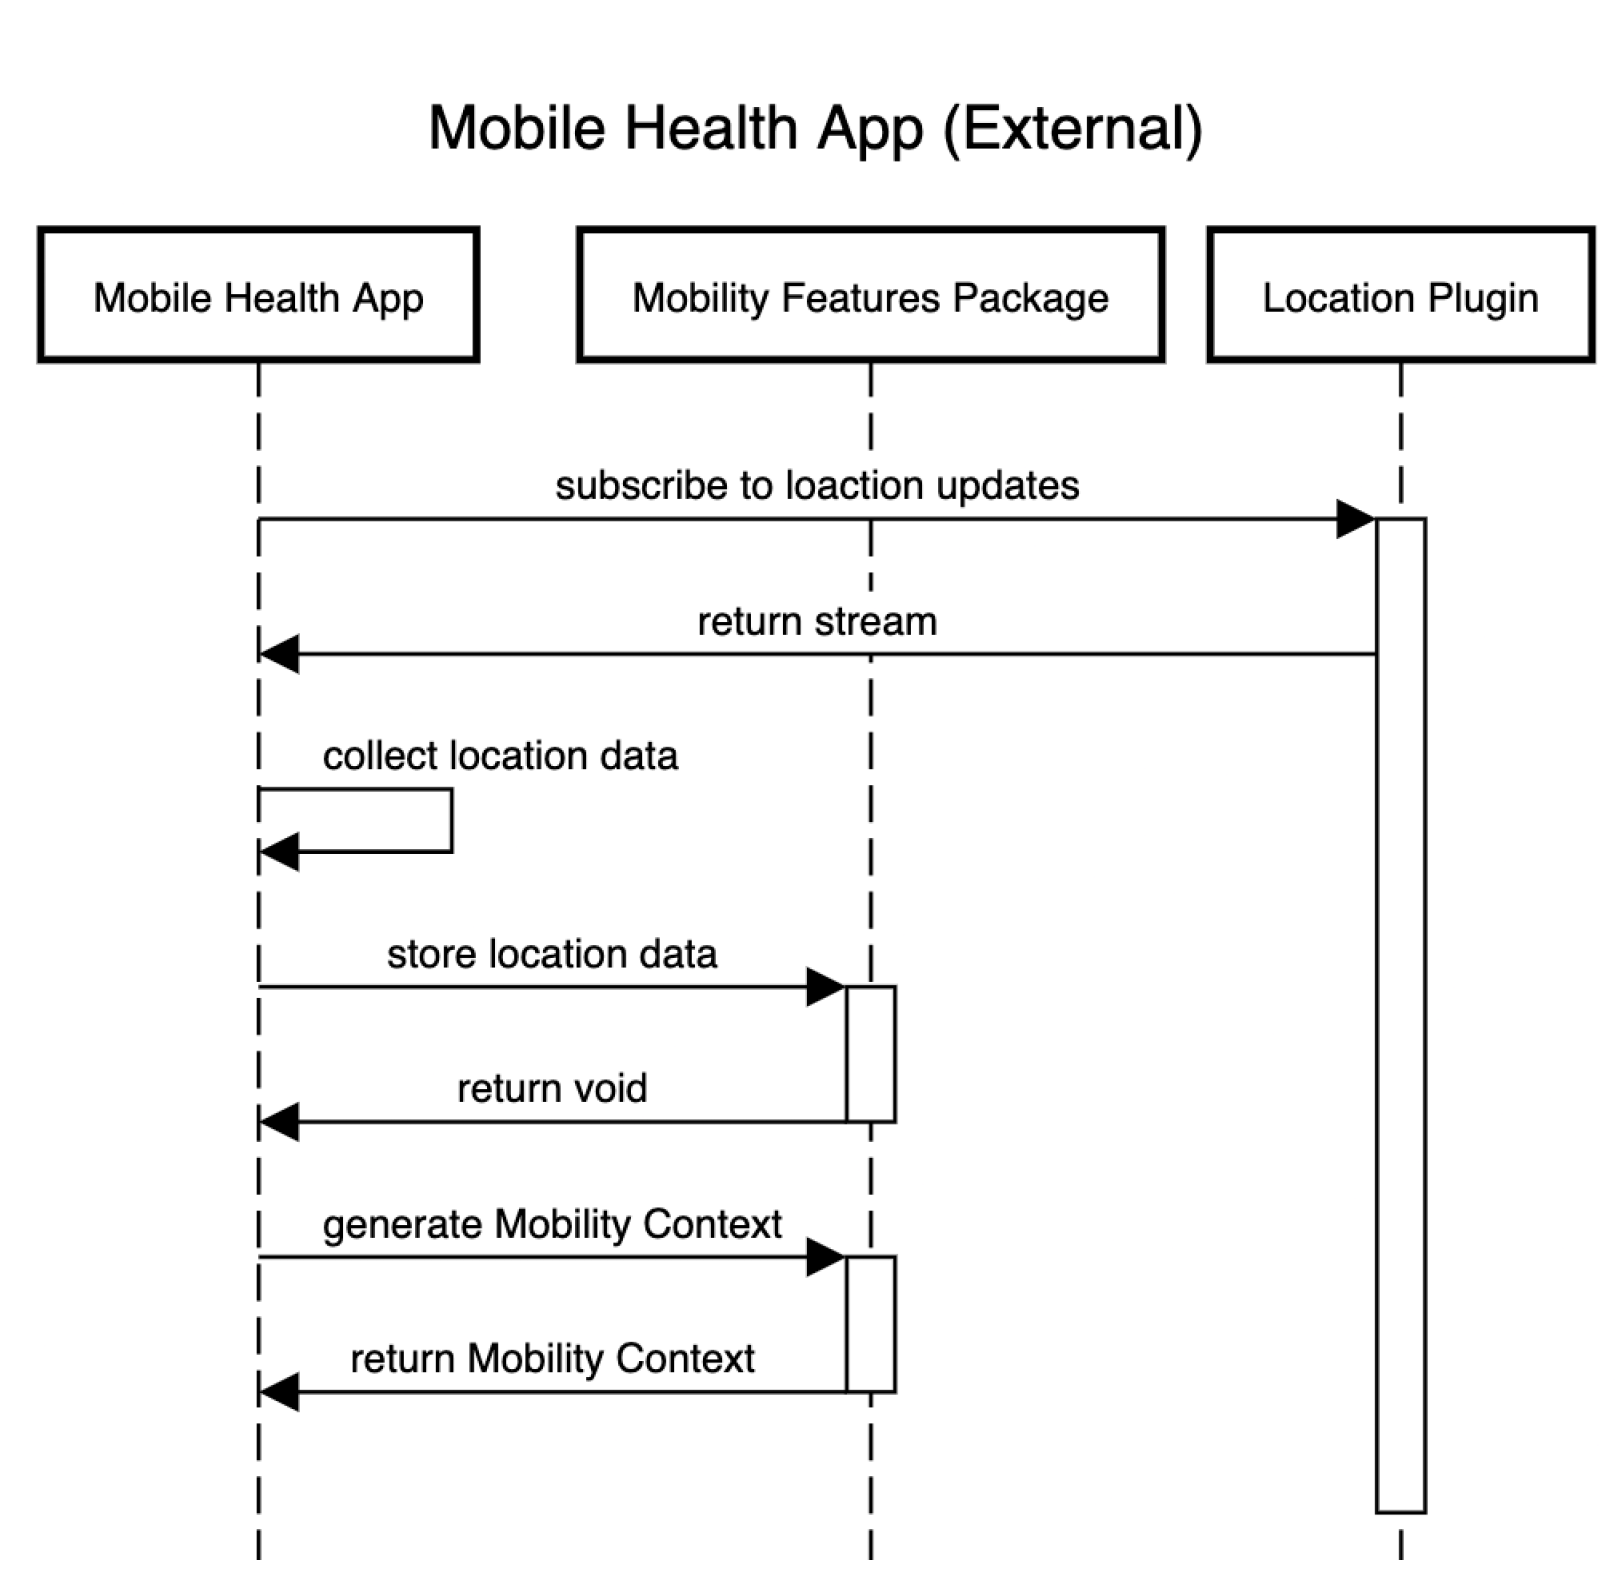 Mobile Health App (External)
Mobile Health App
Mobility Features Package
Location Plugin
subscribe to loaction updates
return stream
collect location data
store location data
return void
generate Mobility Context
return Mobility Context